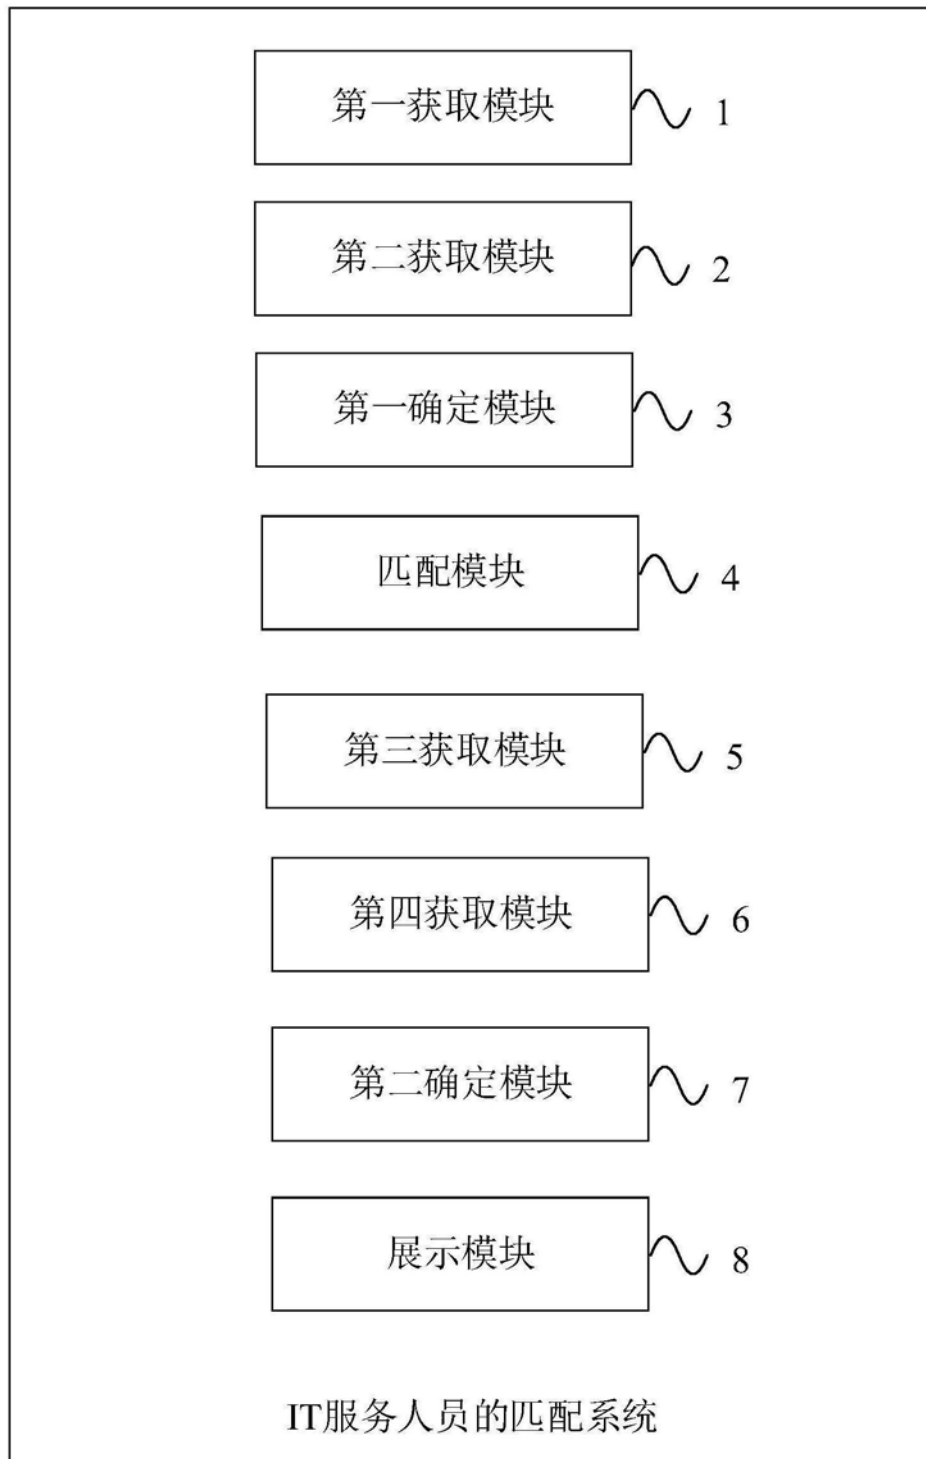 第一获取模块 1
第二获取模块 2
第一确定模块 3
匹配模块 4
第三获取模块 5
第四获取模块 6
第二确定模块 7
展示模块 8
IT服务人员的匹配系统